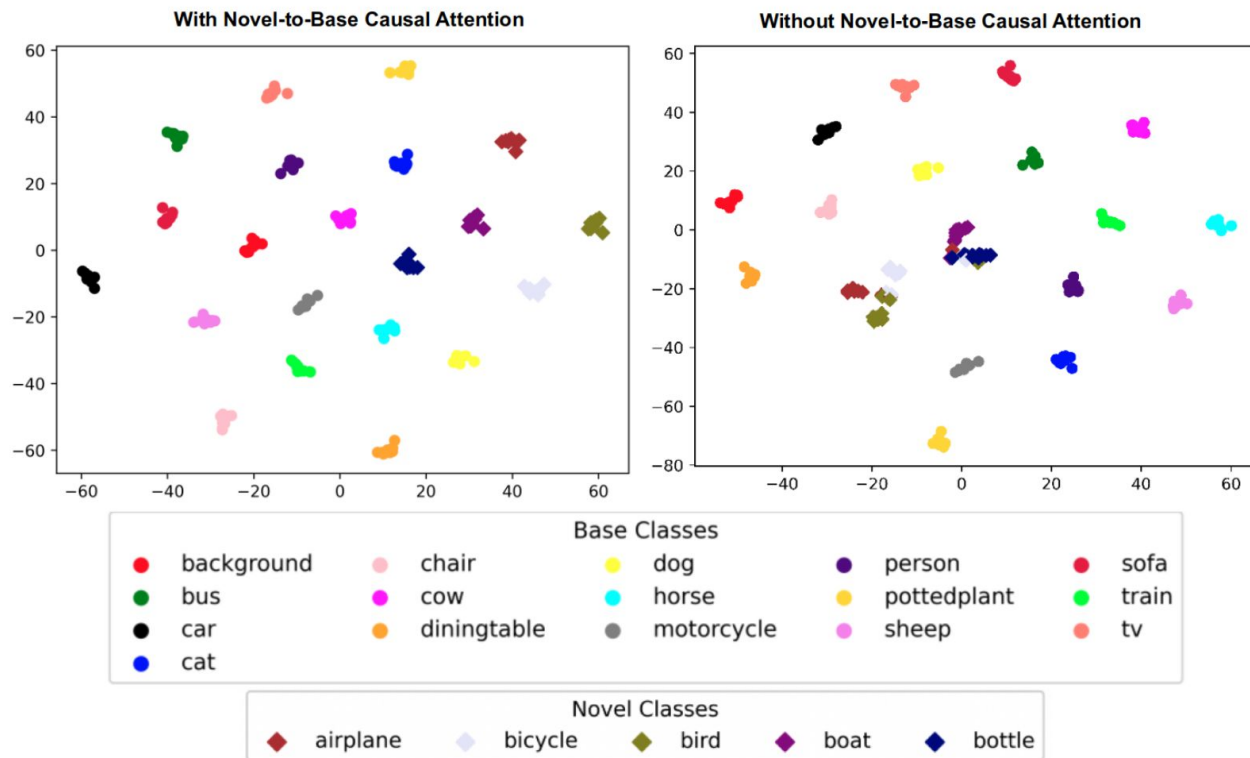 With Novel-to-Base Causal Attention
Without Novel-to-Base Causal Attention
60
40
20
0
−20
−40
−60
−60 −40 −20 0 20 40 60
60
40
20
0
−20
−40
−60
−80
−40 −20 0 20 40 60
Base Classes
background chair dog person sofa
bus cow horse pottedplant train
car diningtable motorcycle sheep tv
cat
Novel Classes
airplane bicycle bird boat bottle